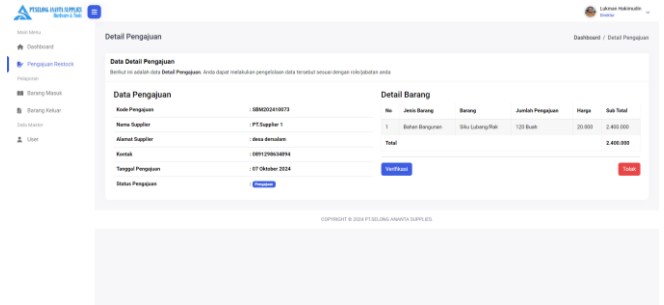 Lukman Hakimudin
Direktur
Main Menu
Dashboard
Pengajuan Restock
Pelaporan
Barang Masuk
Barang Keluar
Data Master
User
Detail Pengajuan
Dashboard / Detail Pengajuan
Data Detail Pengajuan
Berikut ini adalah data Detail Pengajuan. Anda dapat melakukan pengelolaan data tersebut sesuai dengan role/jabatan anda
Data Pengajuan
Kode Pengajuan : SBM202410073
Nama Supplier : PT.Supplier 1
Alamat Supplier : desa dersalam
Kontak : 0891298634894
Tanggal Pengajuan : 07 Oktober 2024
Status Pengajuan : Pengajuan
Detail Barang
No Jenis Barang Barang Jumlah Pengajuan Harga Sub Total
1 Bahan Bangunan Siku Lubang Rak 120 Buah 20.000 2.400.000
Total 2.400.000
Verifikasi
Tolak
COPYRIGHT © 2024 PT.BELDING AMANTA SUPPLIES.